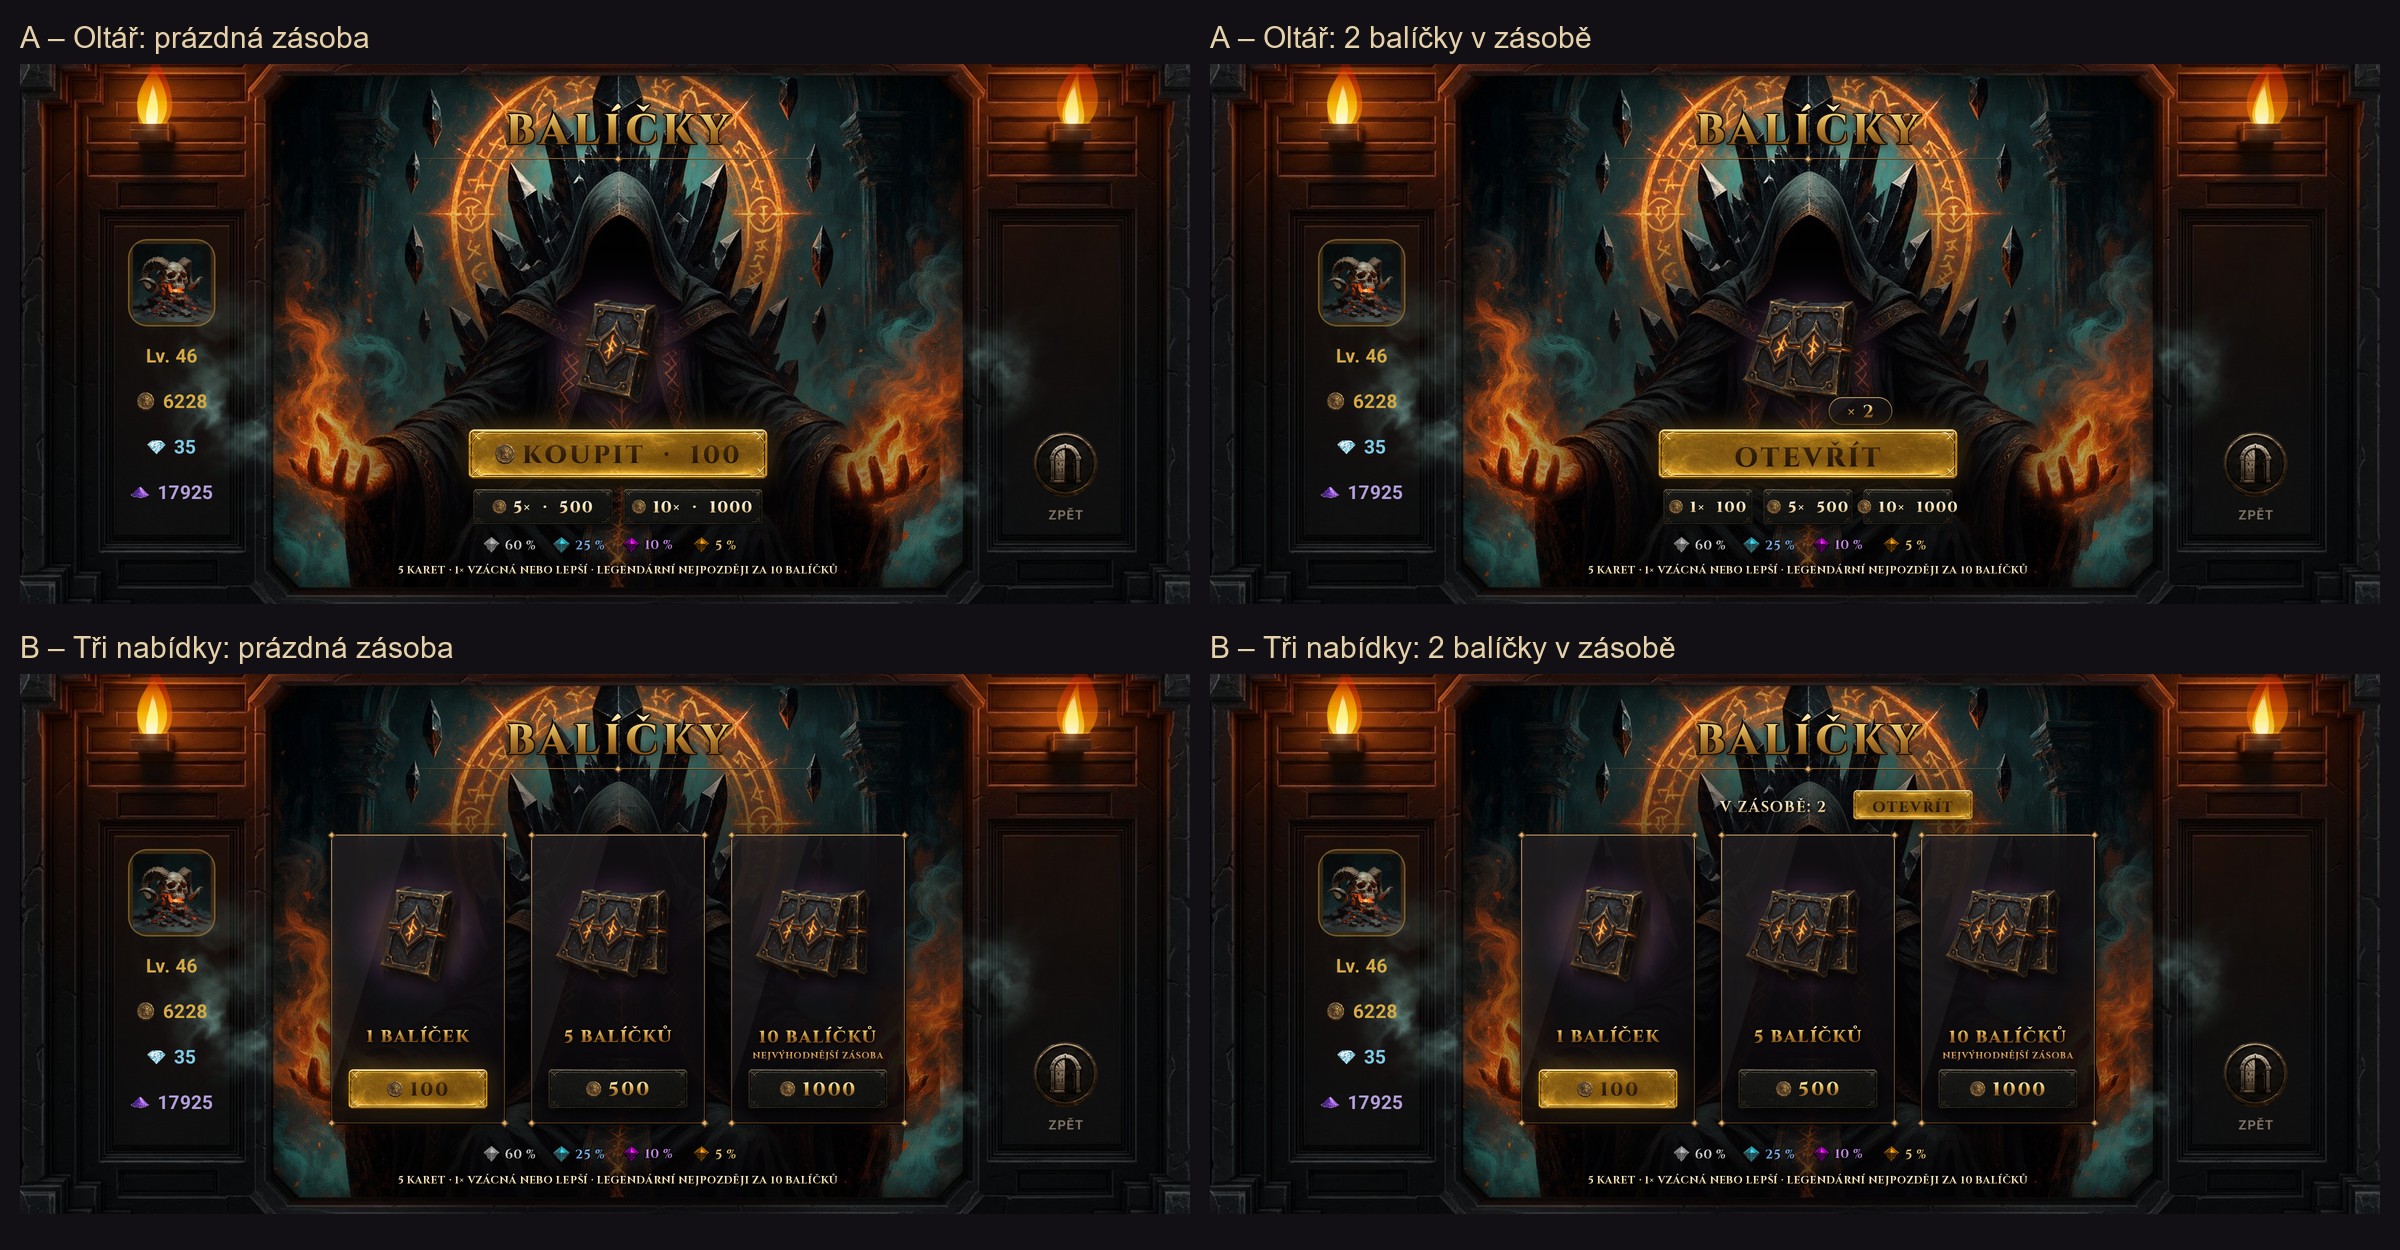 A – Oltář: prázdná zásoba
BALÍČKY
Lv. 46
6228
35
17925
KOUPIT · 100
5× · 500
10× · 1000
60 %
25 %
10 %
5 %
5 KARET · 1× VZÁCNÁ NEBO LEPŠÍ · LEGENDÁRNÍ NEJPOZDĚJI ZA 10 BALÍČKŮ
ZPĚT
A – Oltář: 2 balíčky v zásobě
BALÍČKY
Lv. 46
6228
35
17925
× 2
OTEVŘÍT
1× 100
5× 500
10× 1000
60 %
25 %
10 %
5 %
5 KARET · 1× VZÁCNÁ NEBO LEPŠÍ · LEGENDÁRNÍ NEJPOZDĚJI ZA 10 BALÍČKŮ
ZPĚT
B – Tři nabídky: prázdná zásoba
BALÍČKY
Lv. 46
6228
35
17925
1 BALÍČEK
100
5 BALÍČKŮ
500
10 BALÍČKŮ
NEJVÝHODNĚJŠÍ ZÁSOBA
1000
60 %
25 %
10 %
5 %
5 KARET · 1× VZÁCNÁ NEBO LEPŠÍ · LEGENDÁRNÍ NEJPOZDĚJI ZA 10 BALÍČKŮ
ZPĚT
B – Tři nabídky: 2 balíčky v zásobě
BALÍČKY
V ZÁSOBĚ: 2
OTEVŘÍT
Lv. 46
6228
35
17925
1 BALÍČEK
100
5 BALÍČKŮ
500
10 BALÍČKŮ
NEJVÝHODNĚJŠÍ ZÁSOBA
1000
60 %
25 %
10 %
5 %
5 KARET · 1× VZÁCNÁ NEBO LEPŠÍ · LEGENDÁRNÍ NEJPOZDĚJI ZA 10 BALÍČKŮ
ZPĚT